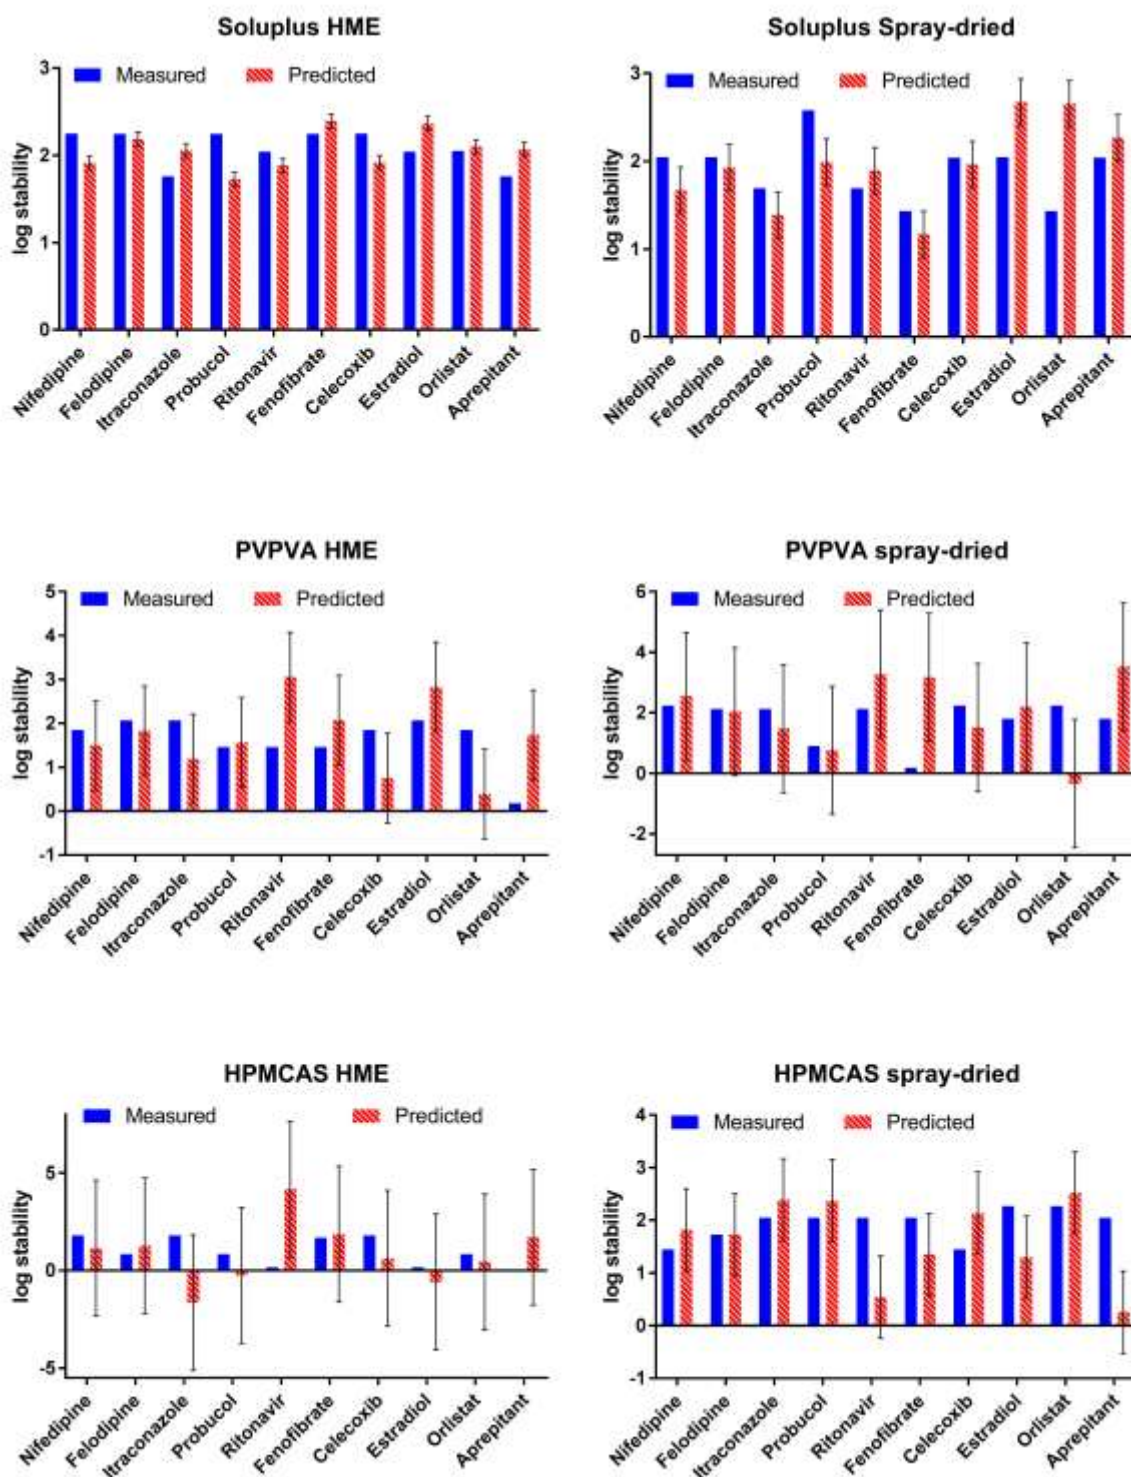 Soluplus HME
Measured Predicted
log stability
3
2
1
0
Nifedipine
Felodipine
Itraconazole
Probucol
Ritonavir
Fenofibrate
Celecoxib
Estradiol
Orlistat
Aprepitant
Soluplus Spray-dried
Measured Predicted
log stability
3
2
1
0
Nifedipine
Felodipine
Itraconazole
Probucol
Ritonavir
Fenofibrate
Celecoxib
Estradiol
Orlistat
Aprepitant
PVPVA HME
Measured Predicted
log stability
5
4
3
2
1
0
-1
Nifedipine
Felodipine
Itraconazole
Probucol
Ritonavir
Fenofibrate
Celecoxib
Estradiol
Orlistat
Aprepitant
PVPVA spray-dried
Measured Predicted
log stability
6
4
2
0
-2
Nifedipine
Felodipine
Itraconazole
Probucol
Ritonavir
Fenofibrate
Celecoxib
Estradiol
Orlistat
Aprepitant
HPMCAS HME
Measured Predicted
log stability
5
0
-5
Nifedipine
Felodipine
Itraconazole
Probucol
Ritonavir
Fenofibrate
Celecoxib
Estradiol
Orlistat
Aprepitant
HPMCAS spray-dried
Measured Predicted
log stability
4
3
2
1
0
-1
Nifedipine
Felodipine
Itraconazole
Probucol
Ritonavir
Fenofibrate
Celecoxib
Estradiol
Orlistat
Aprepitant